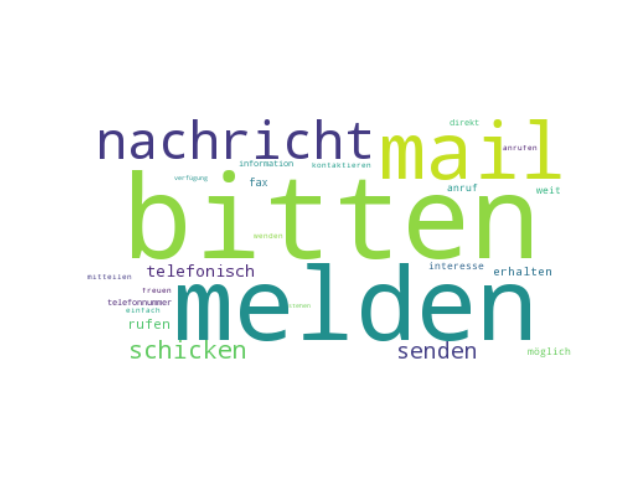 direkt
nachricht mail
anrufen
information kontaktieren
verfügung fax anruf weit
bitten
wenden
telefonisch interesse erhalten
mitteilen melden
freuen
telefonnummer stehen
einfach
rufen
schicken senden möglich